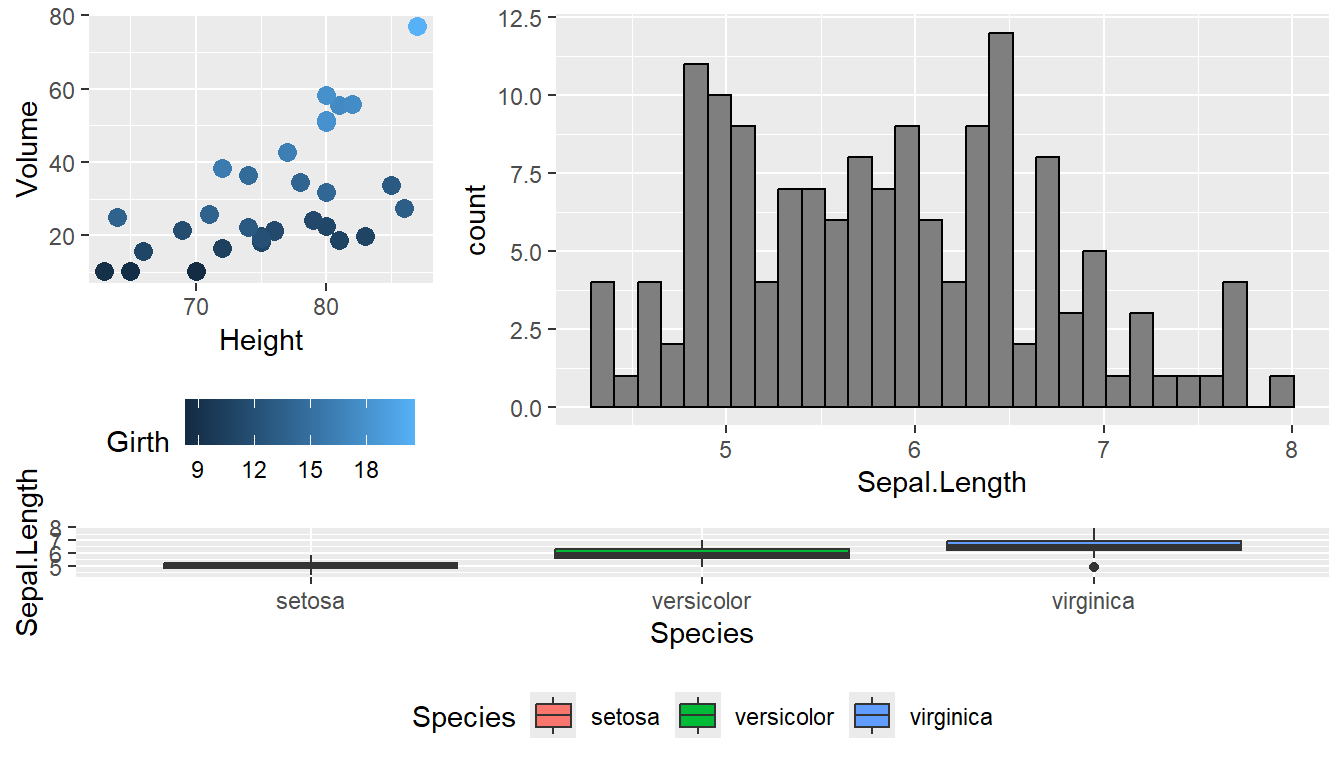 80
60
40
20
Volume
70 80
Height
Girth
9 12 15 18
12.5
10.0
7.5
5.0
2.5
0.0
count
5 6 7 8
Sepal.Length
8
7
6
5
Sepal.Length
setosa versicolor virginica
Species
Species setosa versicolor virginica